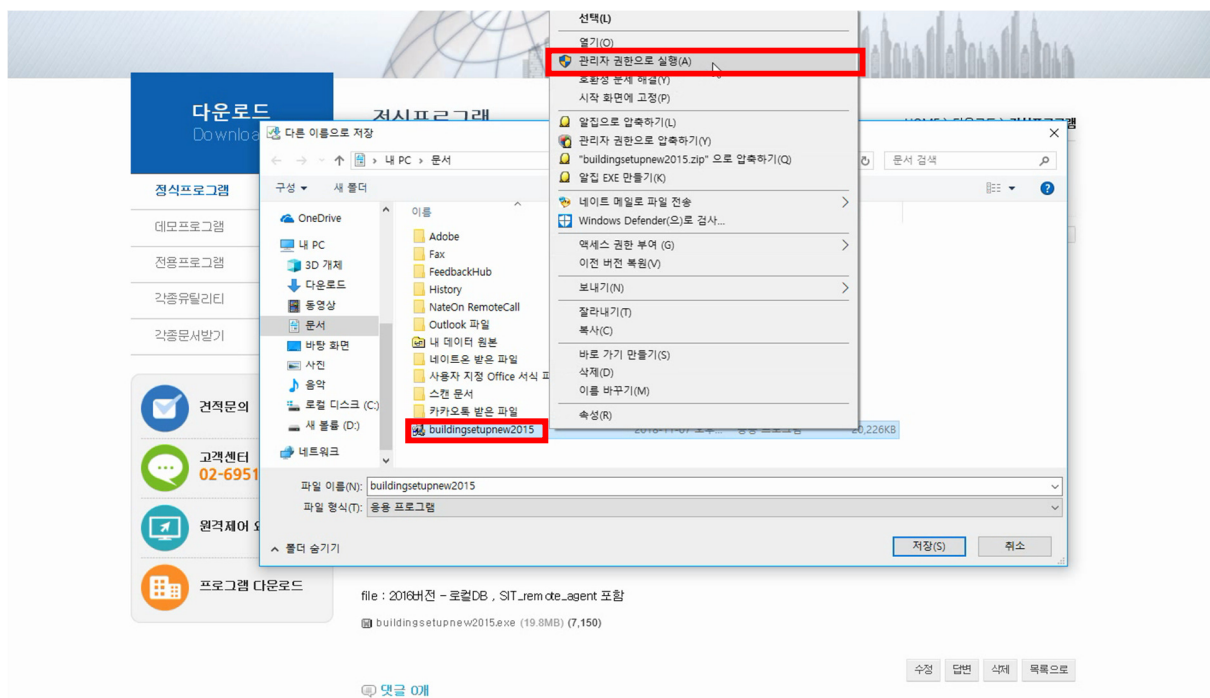 다운로드
Downloa
정식프로그램
데모프로그램
전용프로그램
각종유틸리티
각종문서받기
견적문의
고객센터
02-6951
원격제어 요
프로그램 다운로드
정식프로그램
다른 이름으로 저장
내 PC > 문서
문서 검색
구성
새 폴더
OneDrive
내 PC
3D 개체
다운로드
동영상
문서
바탕 화면
사진
음악
로컬 디스크 (C:)
새 볼륨 (D:)
네트워크
이름
Adobe
Fax
FeedbackHub
History
NateOn RemoteCall
Outlook 파일
내 데이터 원본
네이트온 받은 파일
사용자 지정 Office 서식 파
스캔 문서
카카오톡 받은 파일
buildingsetupnew2015
20,226KB
선택(L)
열기(O)
관리자 권한으로 실행(A)
호환성 문제 해결(Y)
시작 화면에 고정(P)
알집으로 압축하기(L)
관리자 권한으로 압축하기(Y)
"buildingsetupnew2015.zip" 으로 압축하기(Q)
알집 EXE 만들기(K)
네이트 메일로 파일 전송
Windows Defender(으)로 검사...
액세스 권한 부여 (G)
이전 버전 복원(V)
보내기(N)
잘라내기(T)
복사(C)
바로 가기 만들기(S)
삭제(D)
이름 바꾸기(M)
속성(R)
파일 이름(N): buildingsetupnew2015
파일 형식(T): 응용 프로그램
폴더 숨기기
저장(S)
취소
file : 2016버전 - 로컬DB , SIT_remote_agent 포함
buildingsetupnew2015.exe (19.8MB) (7,150)
수정
답변
삭제
목록으로
댓글 0개